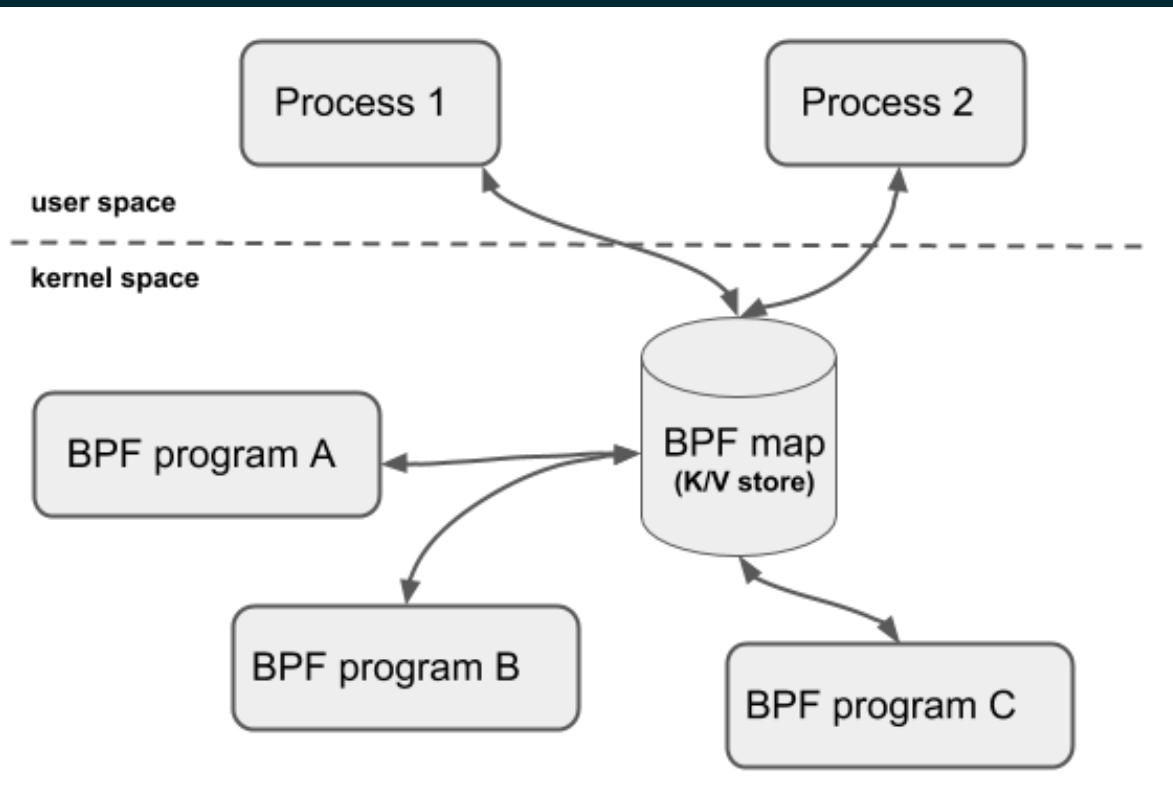 Process 1
Process 2
user space
kernel space
BPF program A
BPF map
(K/V store)
BPF program B
BPF program C